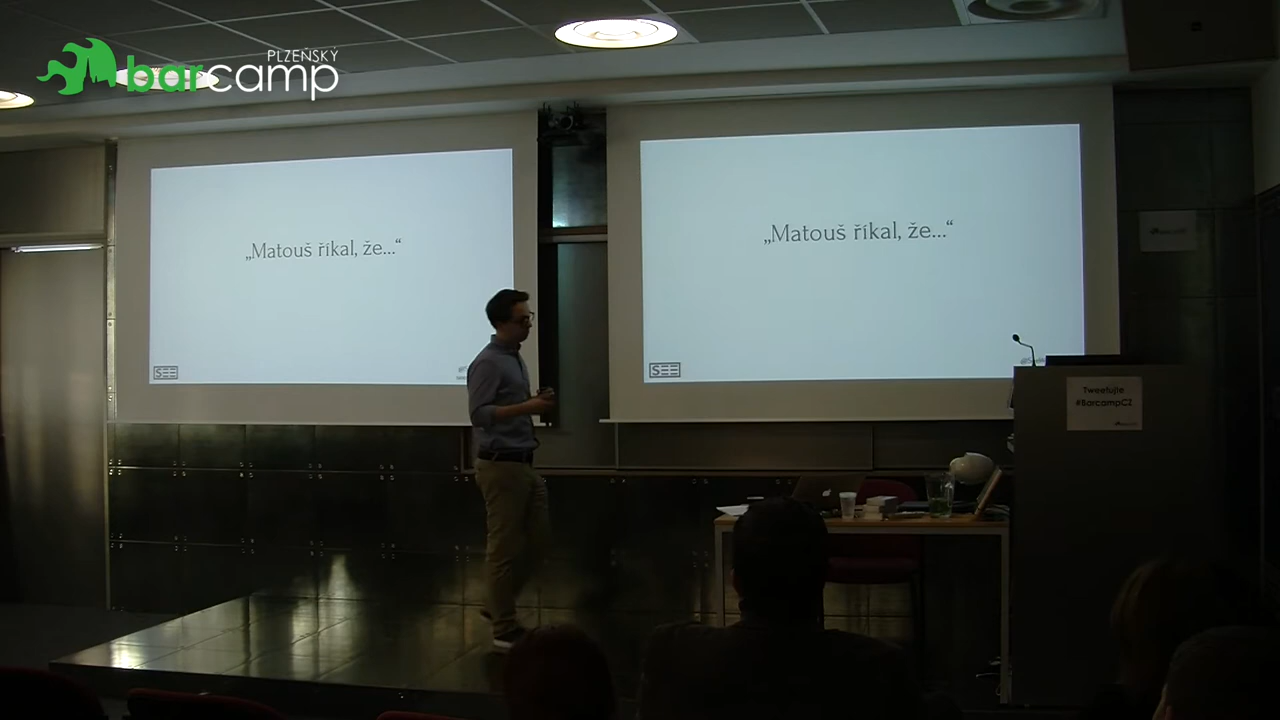 PLZEŇSKÝ
barcamp
„Matouš říkal, že...“
SEE
„Matouš říkal, že...“
SEE
Tweetujte
#BarcampCZ